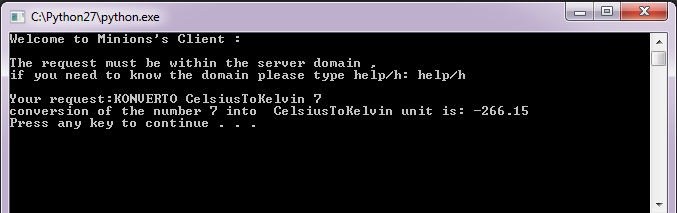 C:\Python27\python.exe
Welcome to Minions's Client :
The request must be within the server domain ,
if you need to know the domain please type help/h: help/h
Your request:KONVERTO CelsiusToKelvin 7
conversion of the number 7 into  CelsiusToKelvin unit is: -266.15
Press any key to continue . . .